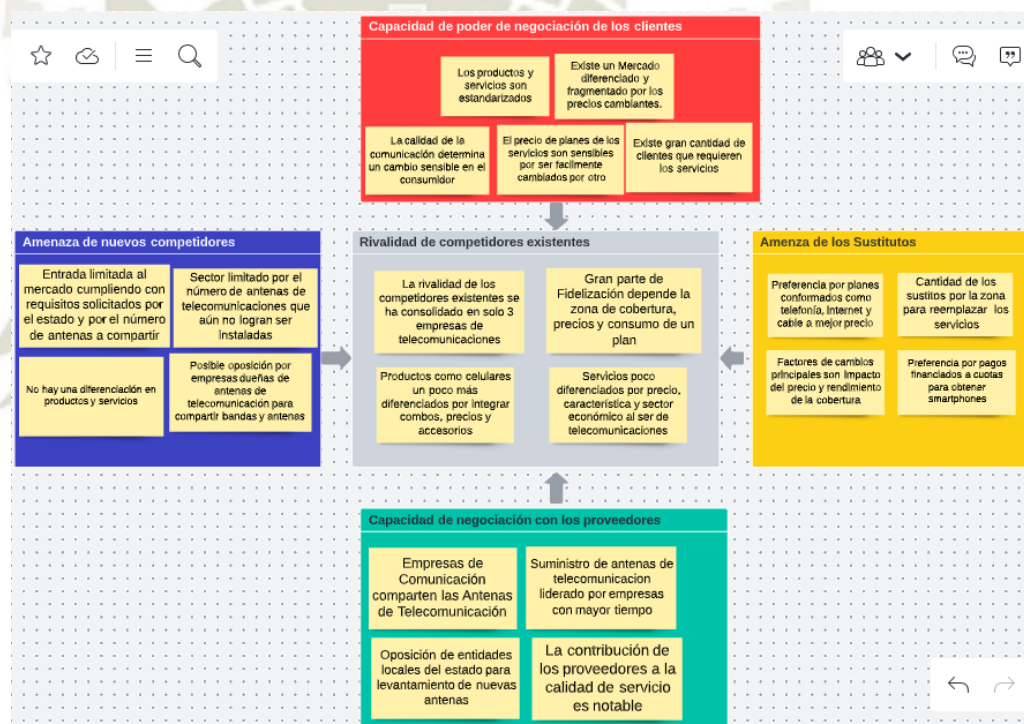 Capacidad de poder de negociación de los clientes
Los productos y
servicios son
estandarizados
Existe un Mercado
diferenciado y
fragmentado por los
precios cambiantes.
La calidad de la
comunicación determina
un cambio sensible en el
consumidor
El precio de planes de los
servicios son sensibles
por ser facilmente
cambiados por otro
Existe gran cantidad de
clientes que requieren
los servicios
Amenaza de nuevos competidores
Entrada limitada al
mercado cumpliendo con
requisitos solicitados por
el estado y por el número
de antenas a compartir
Sector limitado por el
número de antenas de
telecomunicaciones que
aún no logran ser
instaladas
No hay una diferenciación en
productos y servicios
Posible oposición por
empresas dueñas de
antenas de
telecomunicación para
compartir bandas y antenas
Rivalidad de competidores existentes
La rivalidad de los
competidores existentes se
ha consolidado en solo 3
empresas de
telecomunicaciones
Gran parte de
Fidelización depende la
zona de cobertura,
precios y consumo de un
plan
Productos como celulares
un poco más
diferenciados por integrar
combos, precios y
accesorios
Servicios poco
diferenciados por precio,
característica y sector
económico al ser de
telecomunicaciones
Amenza de los Sustitutos
Preferencia por planes
conformados como
telefonía, Internet y
cable a mejor precio
Cantidad de los
sustitos por la zona
para reemplazar los
servicios
Factores de cambios
principales son impacto
del precio y rendimiento
de la cobertura
Preferencia por pagos
financiados a cuotas
para obtener
smartphones
Capacidad de negociación con los proveedores
Empresas de
Comunicación
comparten las Antenas
de Telecomunicación
Suministro de antenas de
telecomunicacion
liderado por empresas
con mayor tiempo
Oposición de entidades
locales del estado para
levantamiento de nuevas
antenas
La contribución de
los proveedores a la
calidad de servicio
es notable